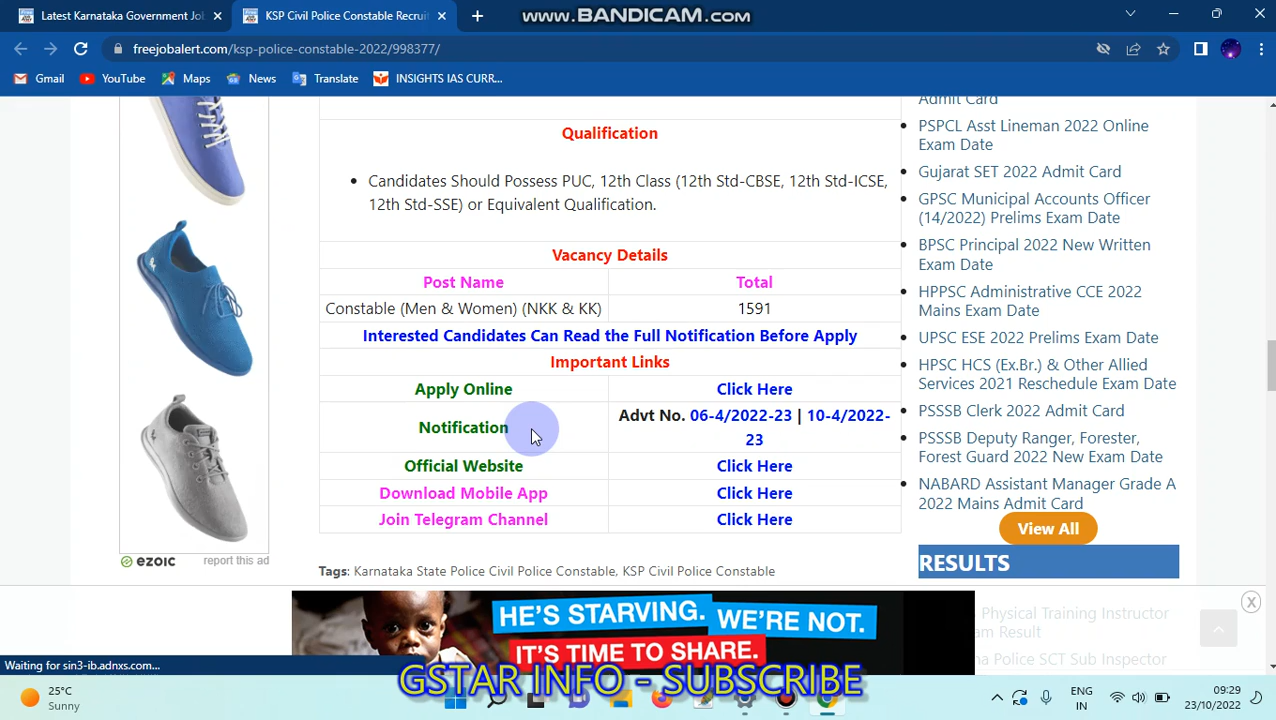 Latest Karnataka Government Jo
KSP Civil Police Constable Recruit
www.BANDICAM.com
freejobalert.com/ksp-police-constable-2022/998377/
Gmail
YouTube
Maps
News
Translate
INSIGHTS IAS CURR...
Qualification
Candidates Should Possess PUC, 12th Class (12th Std-CBSE, 12th Std-ICSE,
12th Std-SSE) or Equivalent Qualification.
Vacancy Details
Post Name Total
Constable (Men & Women) (NKK & KK) 1591
Interested Candidates Can Read the Full Notification Before Apply
Important Links
Apply Online Click Here
Notification Advt No. 06-4/2022-23 | 10-4/2022-
23
Official Website Click Here
Download Mobile App Click Here
Join Telegram Channel Click Here
Tags: Karnataka State Police Civil Police Constable, KSP Civil Police Constable
ezoic report this ad
Admit Card
PSPCL Asst Lineman 2022 Online
Exam Date
Gujarat SET 2022 Admit Card
GPSC Municipal Accounts Officer
(14/2022) Prelims Exam Date
BPSC Principal 2022 New Written
Exam Date
HPPSC Administrative CCE 2022
Mains Exam Date
UPSC ESE 2022 Prelims Exam Date
HPSC HCS (Ex.Br.) & Other Allied
Services 2021 Reschedule Exam Date
PSSSB Clerk 2022 Admit Card
PSSSB Deputy Ranger, Forester,
Forest Guard 2022 New Exam Date
NABARD Assistant Manager Grade A
2022 Mains Admit Card
View All
RESULTS
Physical Training Instructor
Result
Police SCT Sub Inspector
HE'S STARVING. WE'RE NOT.
IT'S TIME TO SHARE.
Waiting for sin3-ib.adnxs.com...
GSTAR INFO - SUBSCRIBE
25°C
Sunny
ENG
IN
09:29
23/10/2022